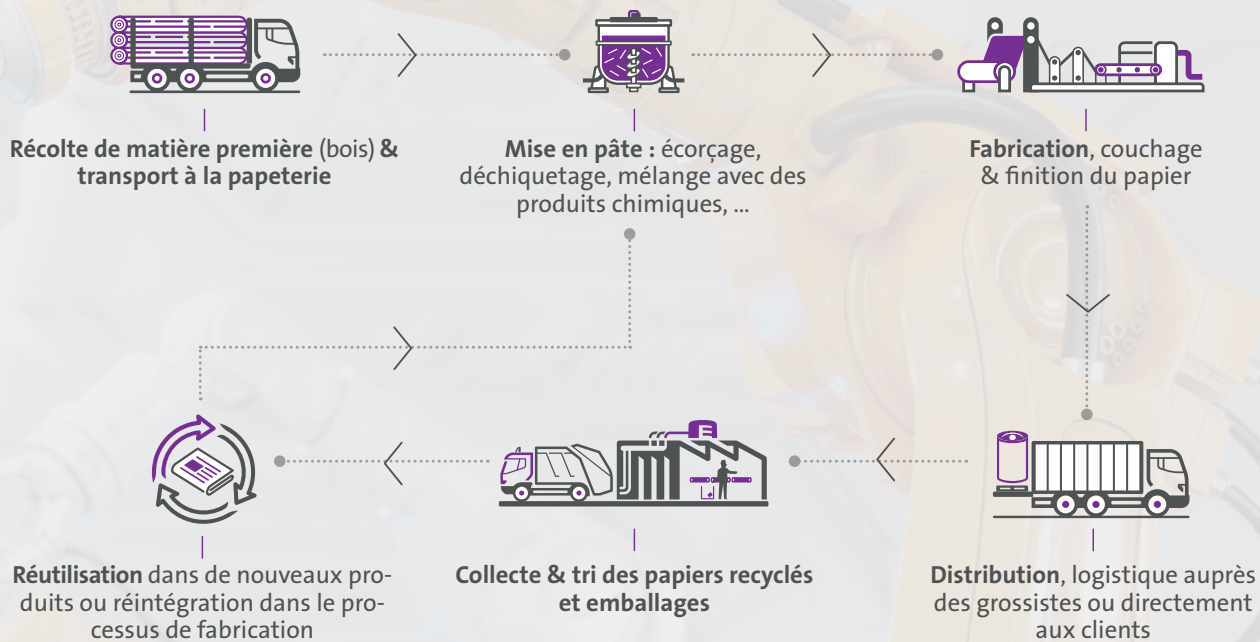 Récolte de matière première (bois) &
transport à la papeterie
Mise en pâte : écorçage,
déchiquetage, mélange avec des
produits chimiques, ...
Fabrication, couchage
& finition du papier
E
Réutilisation dans de nouveaux pro-
duits ou réintégration dans le pro-
cessus de fabrication
Collecte & tri des papiers recyclés
et emballages
Distribution, logistique auprès
des grossistes ou directement
aux clients